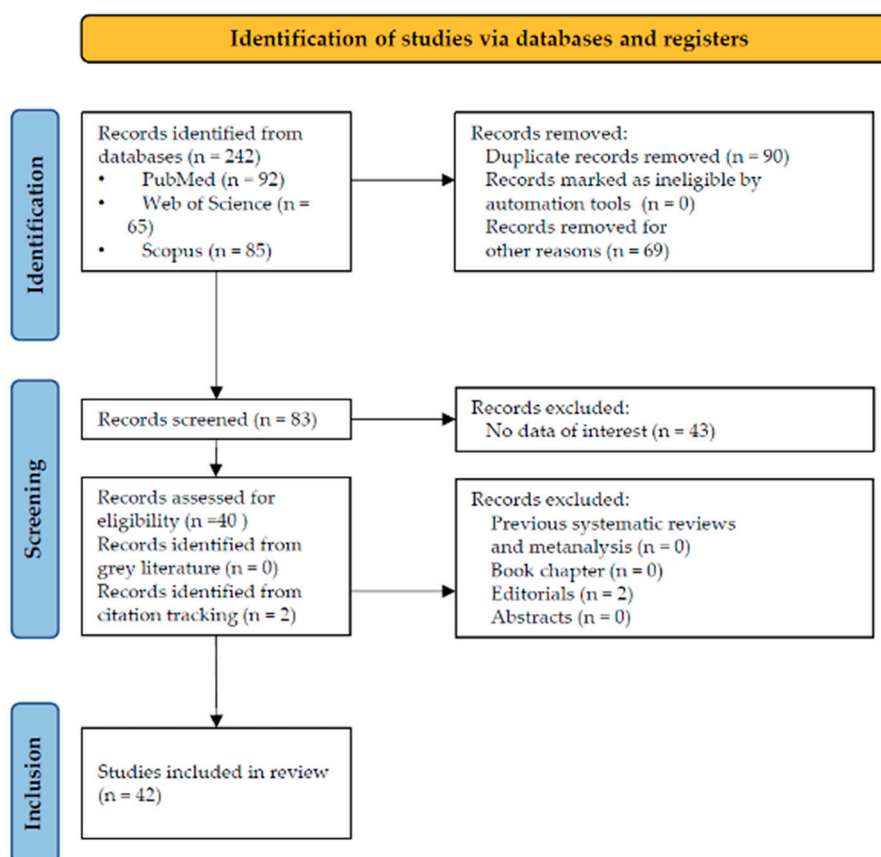 Identification of studies via databases and registers
Identification
Records identified from
databases (n = 242)
• PubMed (n = 92)
• Web of Science (n =
65)
• Scopus (n = 85)
Records removed:
Duplicate records removed (n = 90)
Records marked as ineligible by
automation tools (n = 0)
Records removed for
other reasons (n = 69)
Screening
Records screened (n = 83)
Records excluded:
No data of interest (n = 43)
Records assessed for
eligibility (n =40 )
Records identified from
grey literature (n = 0)
Records identified from
citation tracking (n = 2)
Records excluded:
Previous systematic reviews
and metanalysis (n = 0)
Book chapter (n = 0)
Editorials (n = 2)
Abstracts (n = 0)
Inclusion
Studies included in review
(n = 42)